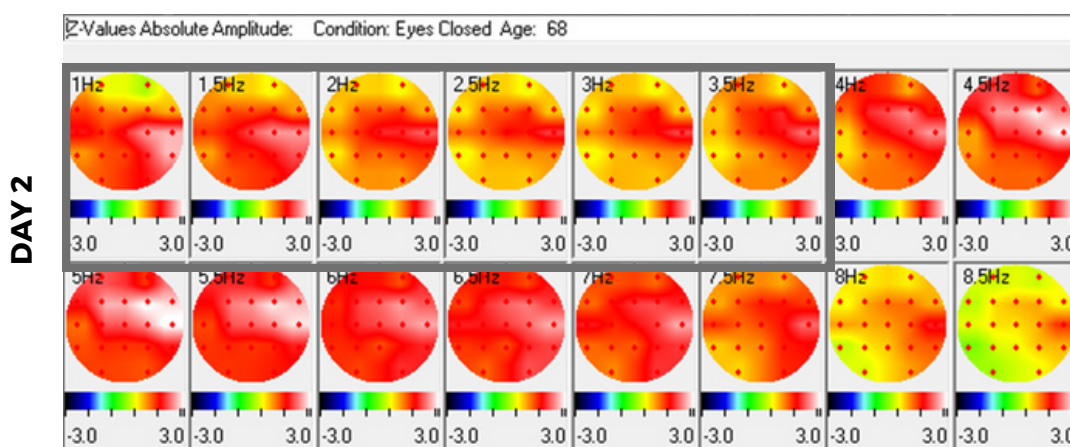 Z-Values Absolute Amplitude: Condition: Eyes Closed Age: 68
DAY 2
1Hz 1.5Hz 2Hz 2.5Hz 3Hz 3.5Hz 4Hz 4.5Hz
-3.0 3.0 -3.0 3.0 -3.0 3.0 -3.0 3.0 -3.0 3.0 -3.0 3.0 -3.0 3.0 -3.0 3.0
5Hz 5.5Hz 6Hz 6.5Hz 7Hz 7.5Hz 8Hz 8.5Hz
-3.0 3.0 -3.0 3.0 -3.0 3.0 -3.0 3.0 -3.0 3.0 -3.0 3.0 -3.0 3.0 -3.0 3.0